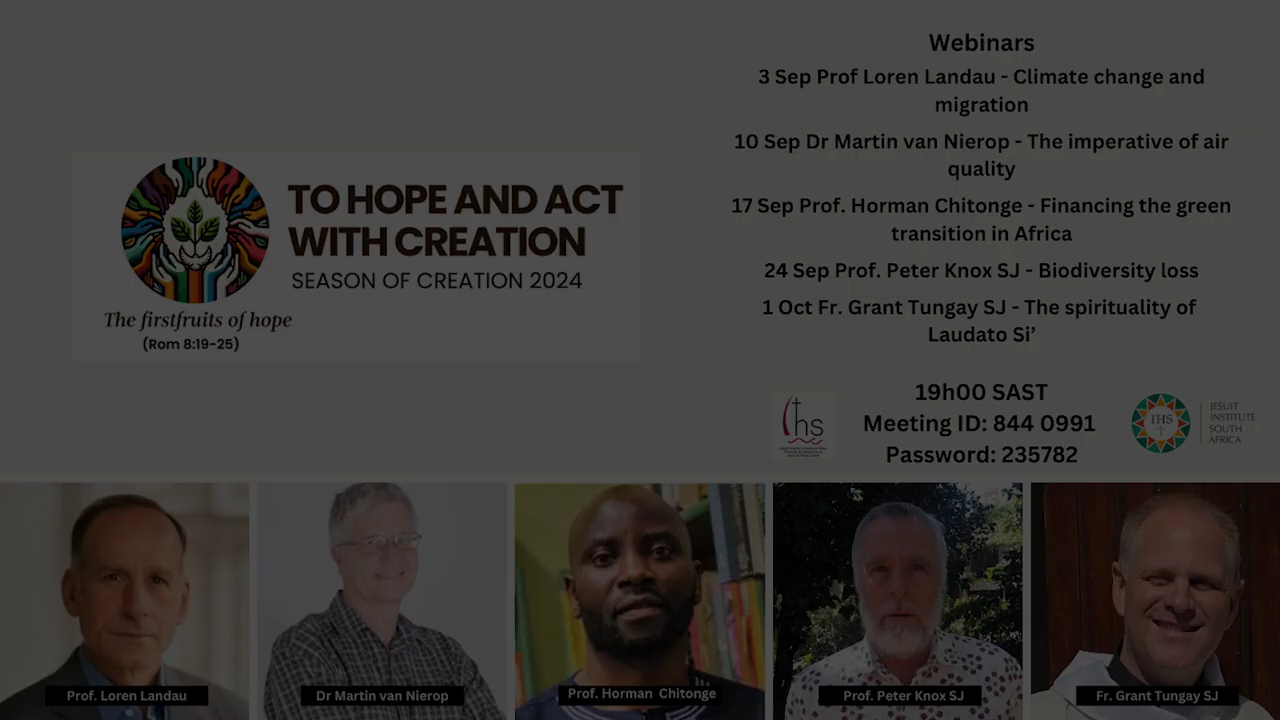 TO HOPE AND ACT
WITH CREATION
SEASON OF CREATION 2024
The firstfruits of hope
(Rom 8:19-25)
Webinars
3 Sep Prof Loren Landau - Climate change and
migration
10 Sep Dr Martin van Nierop - The imperative of air
quality
17 Sep Prof. Horman Chitonge - Financing the green
transition in Africa
24 Sep Prof. Peter Knox SJ - Biodiversity loss
1 Oct Fr. Grant Tungay SJ - The spirituality of
Laudato Si’
ihs
19h00 SAST
Meeting ID: 844 0991
Password: 235782
IHS
JESUIT
INSTITUTE
SOUTH
AFRICA
Prof. Loren Landau
Dr Martin van Nierop
Prof. Horman Chitonge
Prof. Peter Knox SJ
Fr. Grant Tungay SJ